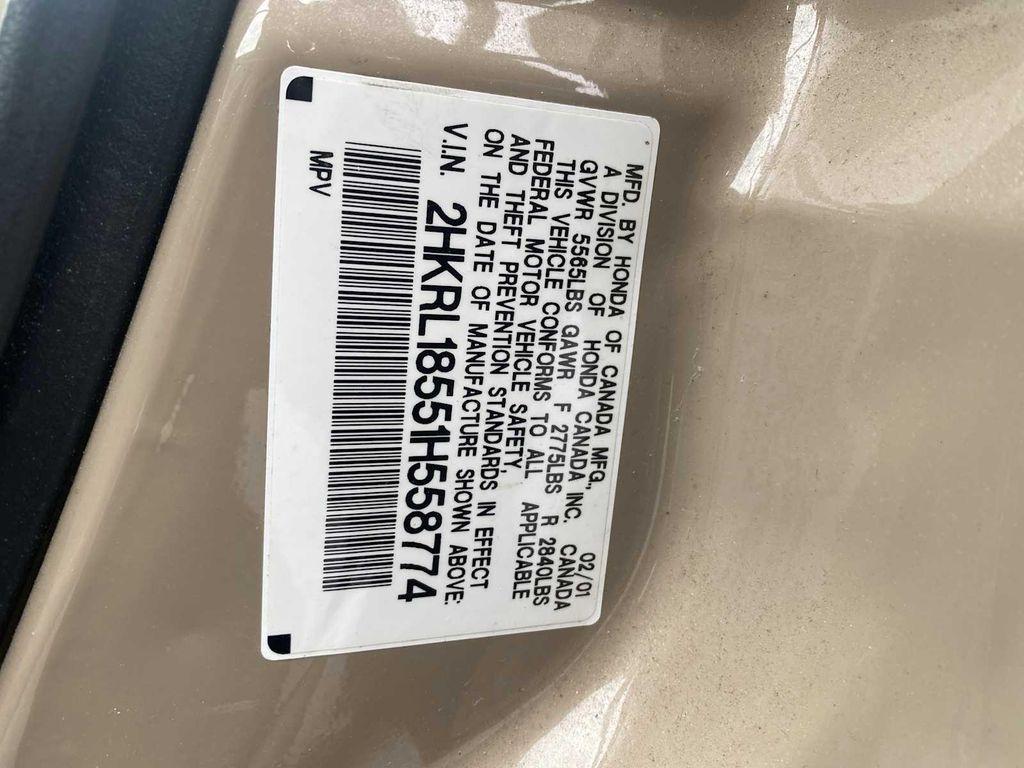 MFD. BY HONDA OF CANADA MFG., 02/01
A DIVISION OF HONDA CANADA INC. CANADA
GVWR 5565LBS GAWR F 2775LBS R 2840LBS
THIS VEHICLE CONFORMS TO ALL APPLICABLE
FEDERAL MOTOR VEHICLE SAFETY
AND THEFT PREVENTION STANDARDS IN EFFECT
ON THE DATE OF MANUFACTURE SHOWN ABOVE.
V.I.N. 2HKRL18551H558774
MPV